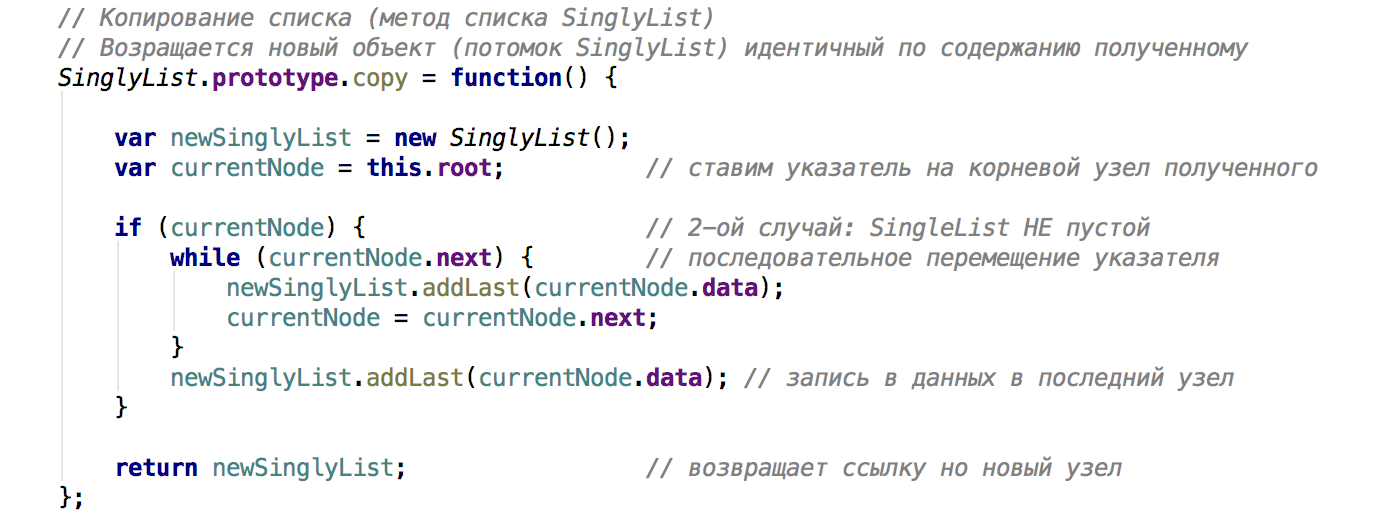 // Копирование списка (метод списка SinglyList)
// Возращается новый объект (потомок SinglyList) идентичный по содержанию полученному
SinglyList.prototype.copy = function() {
var newSinglyList = new SinglyList();
var currentNode = this.root; // ставим указатель на корневой узел полученного
if (currentNode) { // 2-ой случай: SingleList НЕ пустой
while (currentNode.next) { // последовательное перемещение указателя
newSinglyList.addLast(currentNode.data);
currentNode = currentNode.next;
}
newSinglyList.addLast(currentNode.data); // запись в данных в последний узел
}
return newSinglyList; // возвращает ссылку но новый узел
};